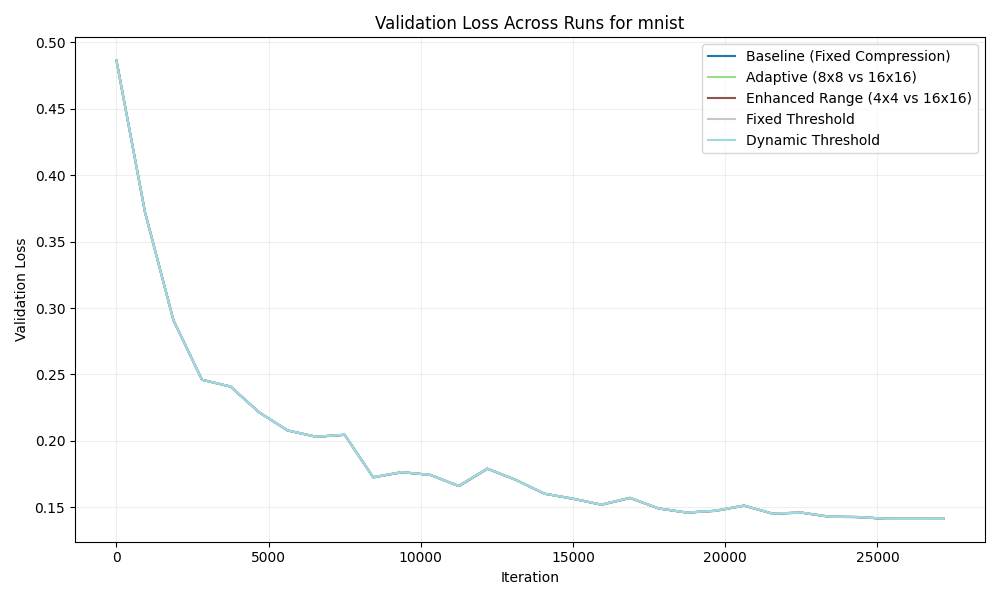 Validation Loss Across Runs for mnist
0.50
0.45
0.40
0.35
0.30
0.25
0.20
0.15
Validation Loss
Baseline (Fixed Compression)
Adaptive (8x8 vs 16x16)
Enhanced Range (4x4 vs 16x16)
Fixed Threshold
Dynamic Threshold
0 5000 10000 15000 20000 25000
Iteration